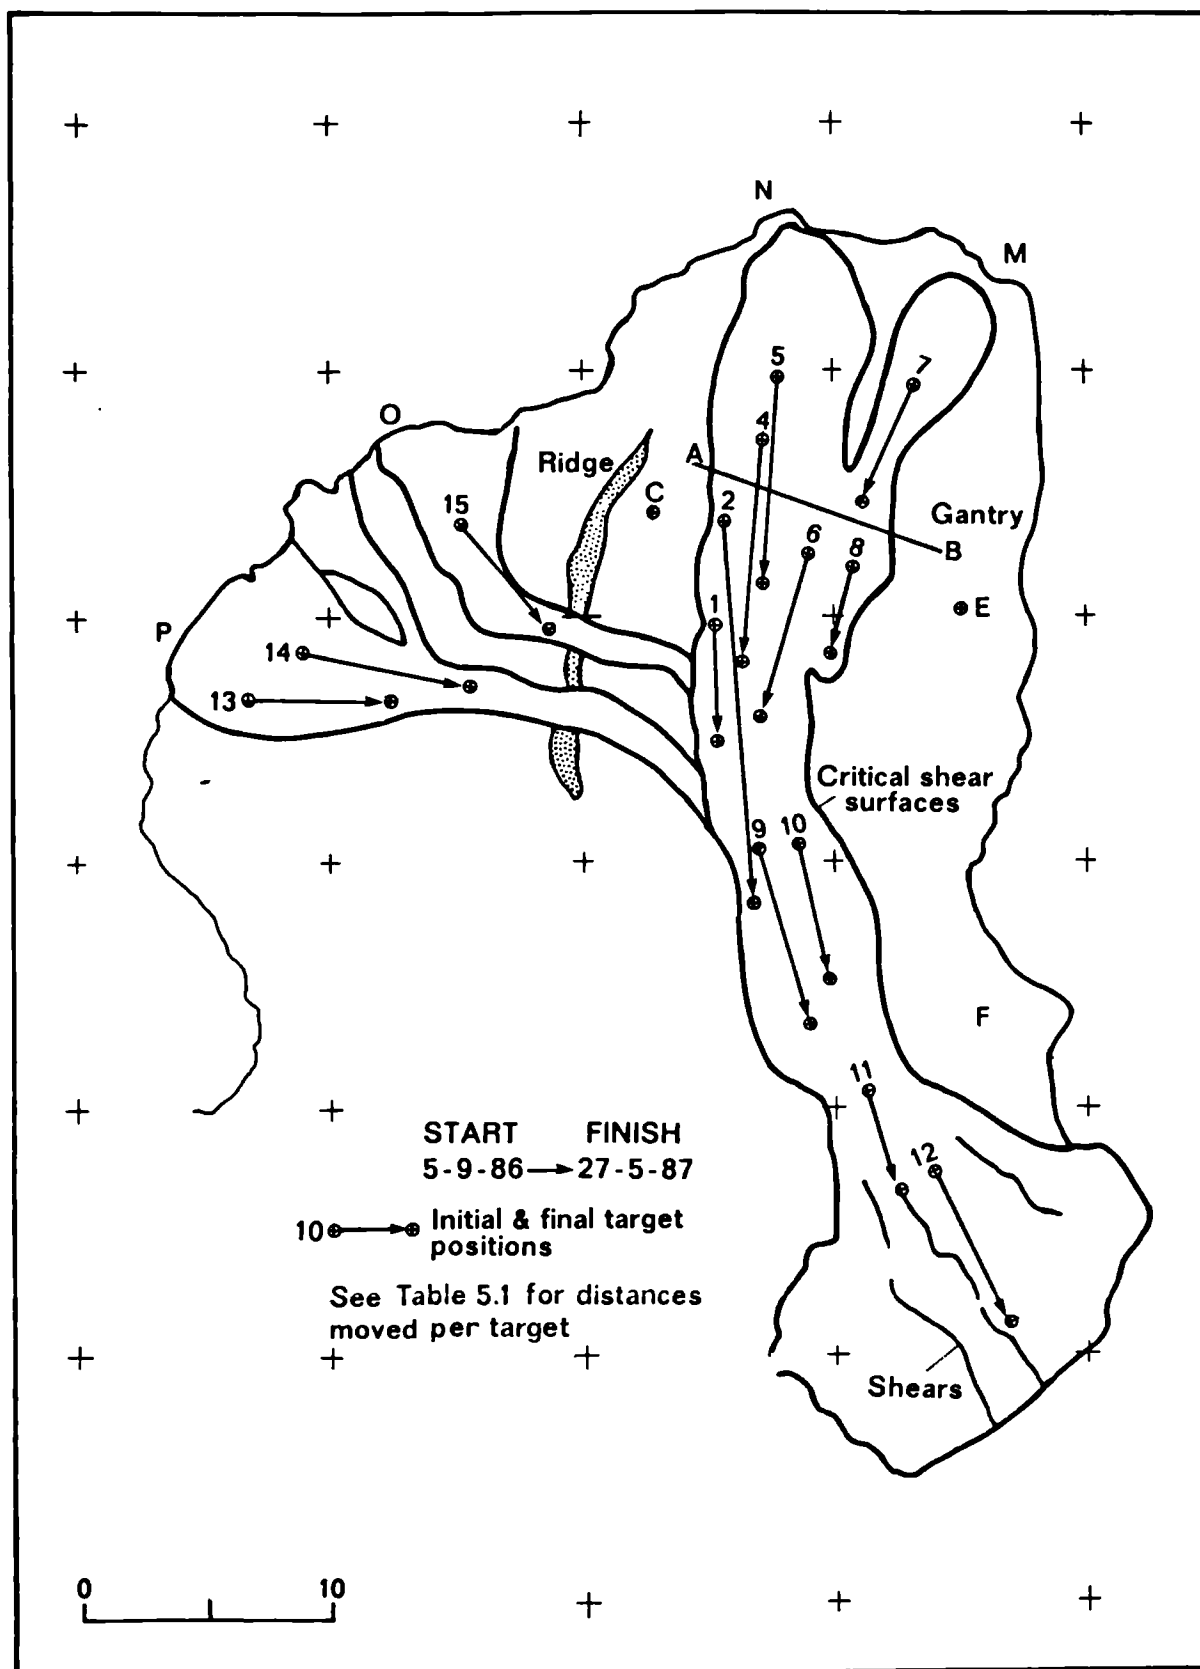 N
M
O
5
7
4
Ridge
A
C
15
2
Gantry
6
8
B
1
E
P
14
13
Critical shear
surfaces
9
10
F
11
12
START FINISH
5-9-86 → 27-5-87
10 Initial & final target
positions
See Table 5.1 for distances
moved per target
Shears
0 10